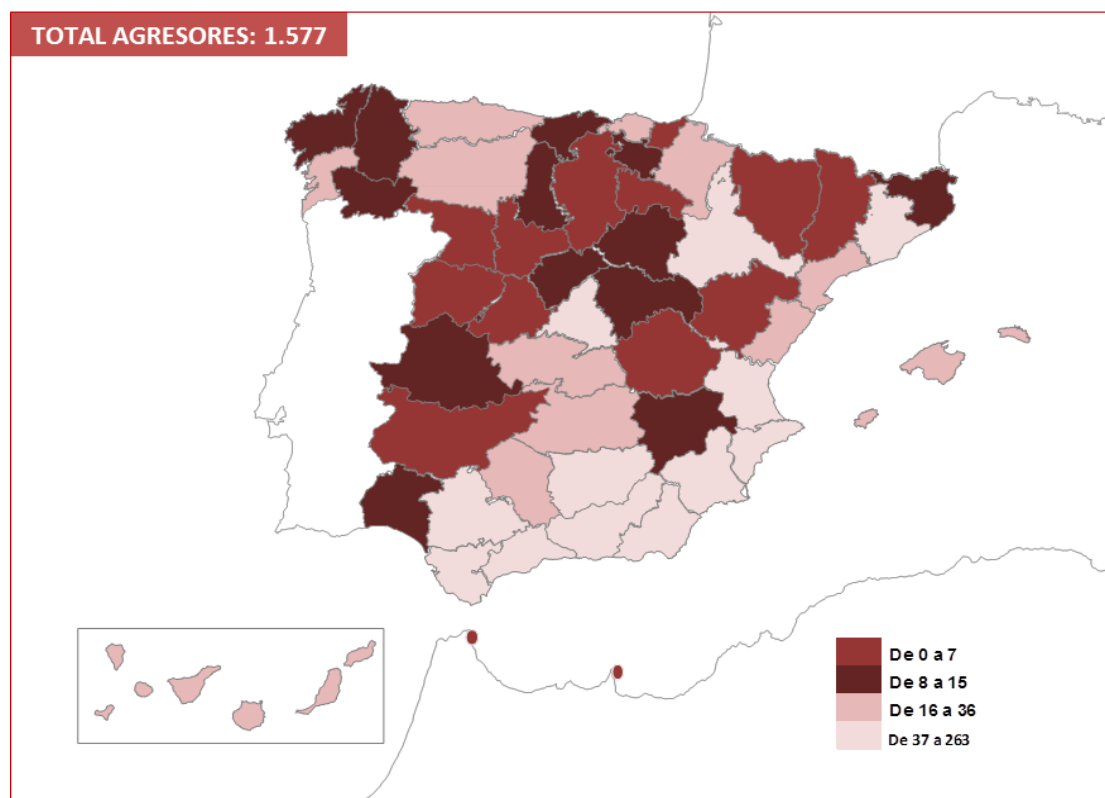 TOTAL AGRESORES: 1.577
De 0 a 7
De 8 a 15
De 16 a 36
De 37 a 263